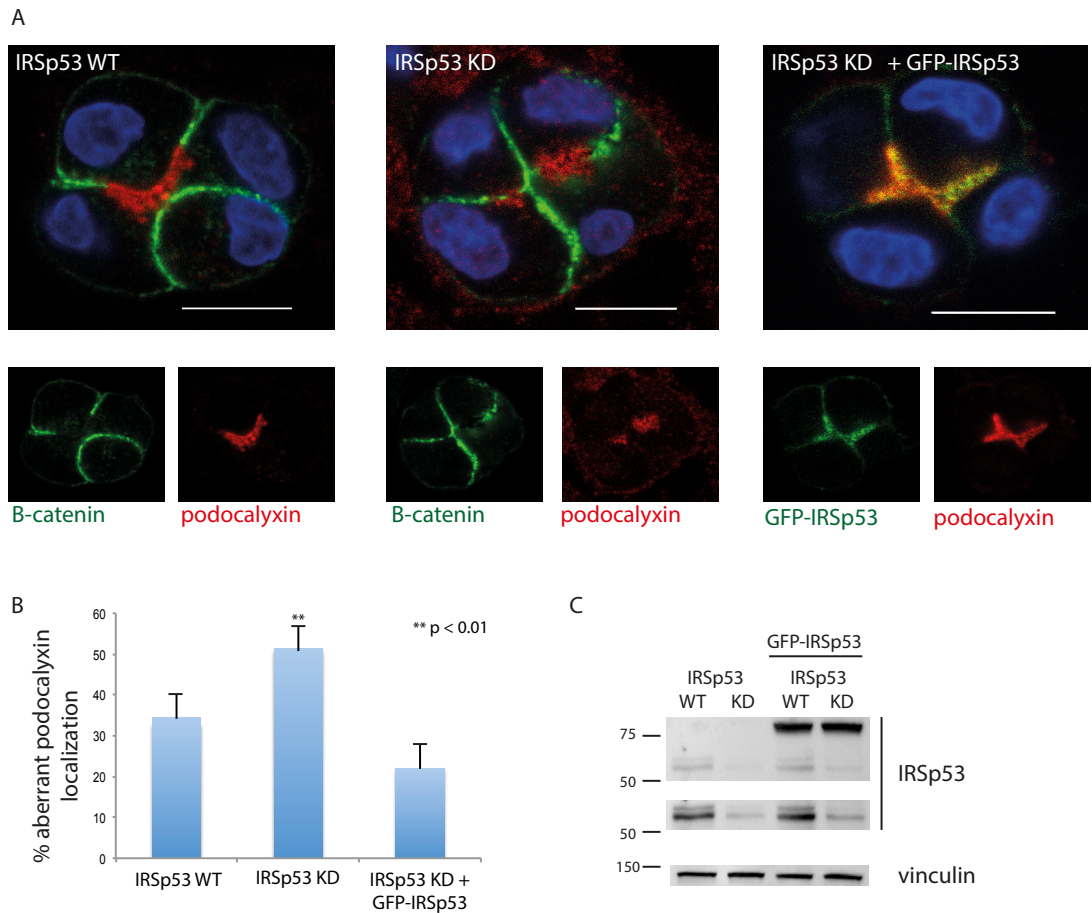 A
IRSp53 WT
IRSp53 KD
IRSp53 KD + GFP-IRSp53
B-catenin
podocalyxin
B-catenin
podocalyxin
GFP-IRSp53
podocalyxin
B
% aberrant podocalyxin
localization
60
50
40
30
20
10
0
**
** p < 0.01
IRSp53 WT
IRSp53 KD
IRSp53 KD +
GFP-IRSp53
C
GFP-IRSp53
IRSp53
IRSp53
WT
KD
WT
KD
75
50
50
150
IRSp53
vinculin